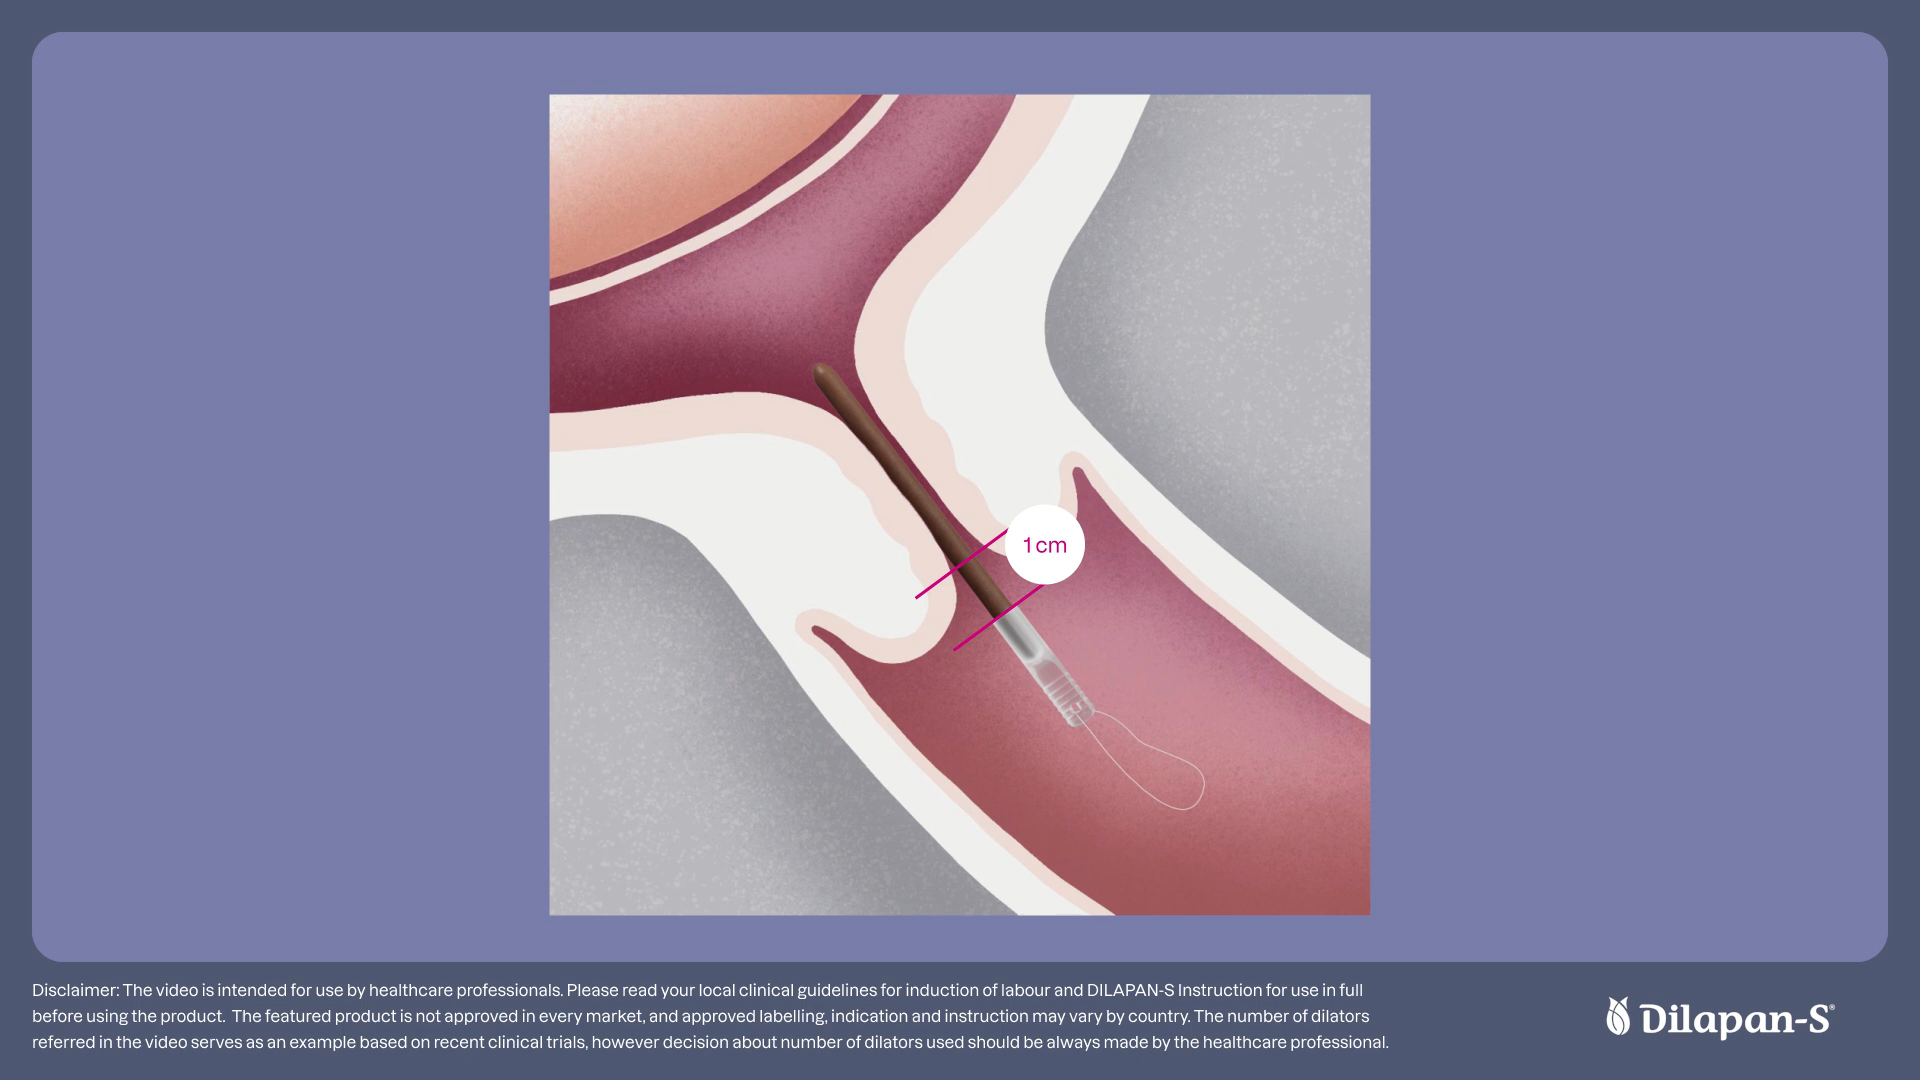 1 cm
Disclaimer: The video is intended for use by healthcare professionals. Please read your local clinical guidelines for induction of labour and DILAPAN-S Instruction for use in full
before using the product.  The featured product is not approved in every market, and approved labelling, indication and instruction may vary by country. The number of dilators
referred in the video serves as an example based on recent clinical trials, however decision about number of dilators used should be always made by the healthcare professional.
Dilapan-S®